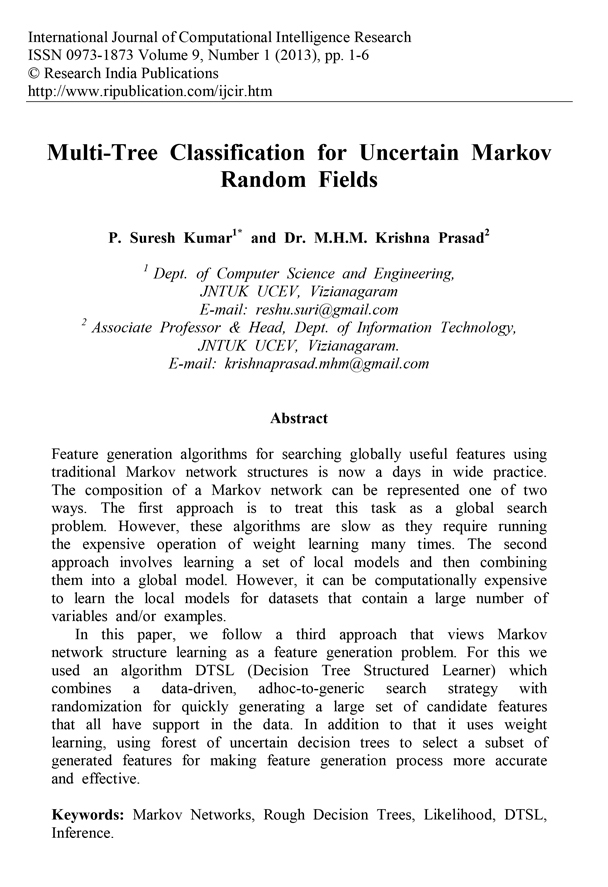 International Journal of Computational Intelligence Research
ISSN 0973-1873 Volume 9, Number 1 (2013), pp. 1-6
© Research India Publications
http://www.ripublication.com/ijcir.htm
Multi-Tree Classification for Uncertain Markov
Random Fields
P. Suresh Kumar1* and Dr. M.H.M. Krishna Prasad2
1 Dept. of Computer Science and Engineering,
JNTUK UCEV, Vizianagaram
E-mail: reshu.suri@gmail.com
2 Associate Professor & Head, Dept. of Information Technology,
JNTUK UCEV, Vizianagaram.
E-mail: krishnaprasad.mhm@gmail.com
Abstract
Feature generation algorithms for searching globally useful features using
traditional Markov network structures is now a days in wide practice.
The composition of a Markov network can be represented one of two
ways. The first approach is to treat this task as a global search
problem. However, these algorithms are slow as they require running
the expensive operation of weight learning many times. The second
approach involves learning a set of local models and then combining
them into a global model. However, it can be computationally expensive
to learn the local models for datasets that contain a large number of
variables and/or examples.
In this paper, we follow a third approach that views Markov
network structure learning as a feature generation problem. For this we
used an algorithm DTSL (Decision Tree Structured Learner) which
combines a data-driven, adhoc-to-generic search strategy with
randomization for quickly generating a large set of candidate features
that all have support in the data. In addition to that it uses weight
learning, using forest of uncertain decision trees to select a subset of
generated features for making feature generation process more accurate
and effective.
Keywords: Markov Networks, Rough Decision Trees, Likelihood, DTSL,
Inference.